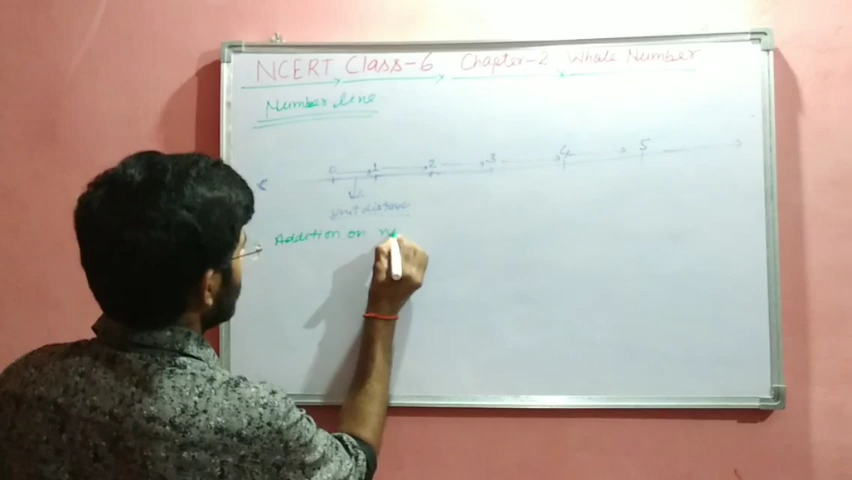 NCERT Class-6 Chapter-2 Whole Number
Number line
0 1 2 3 4 5
unit distance
Addition on nu